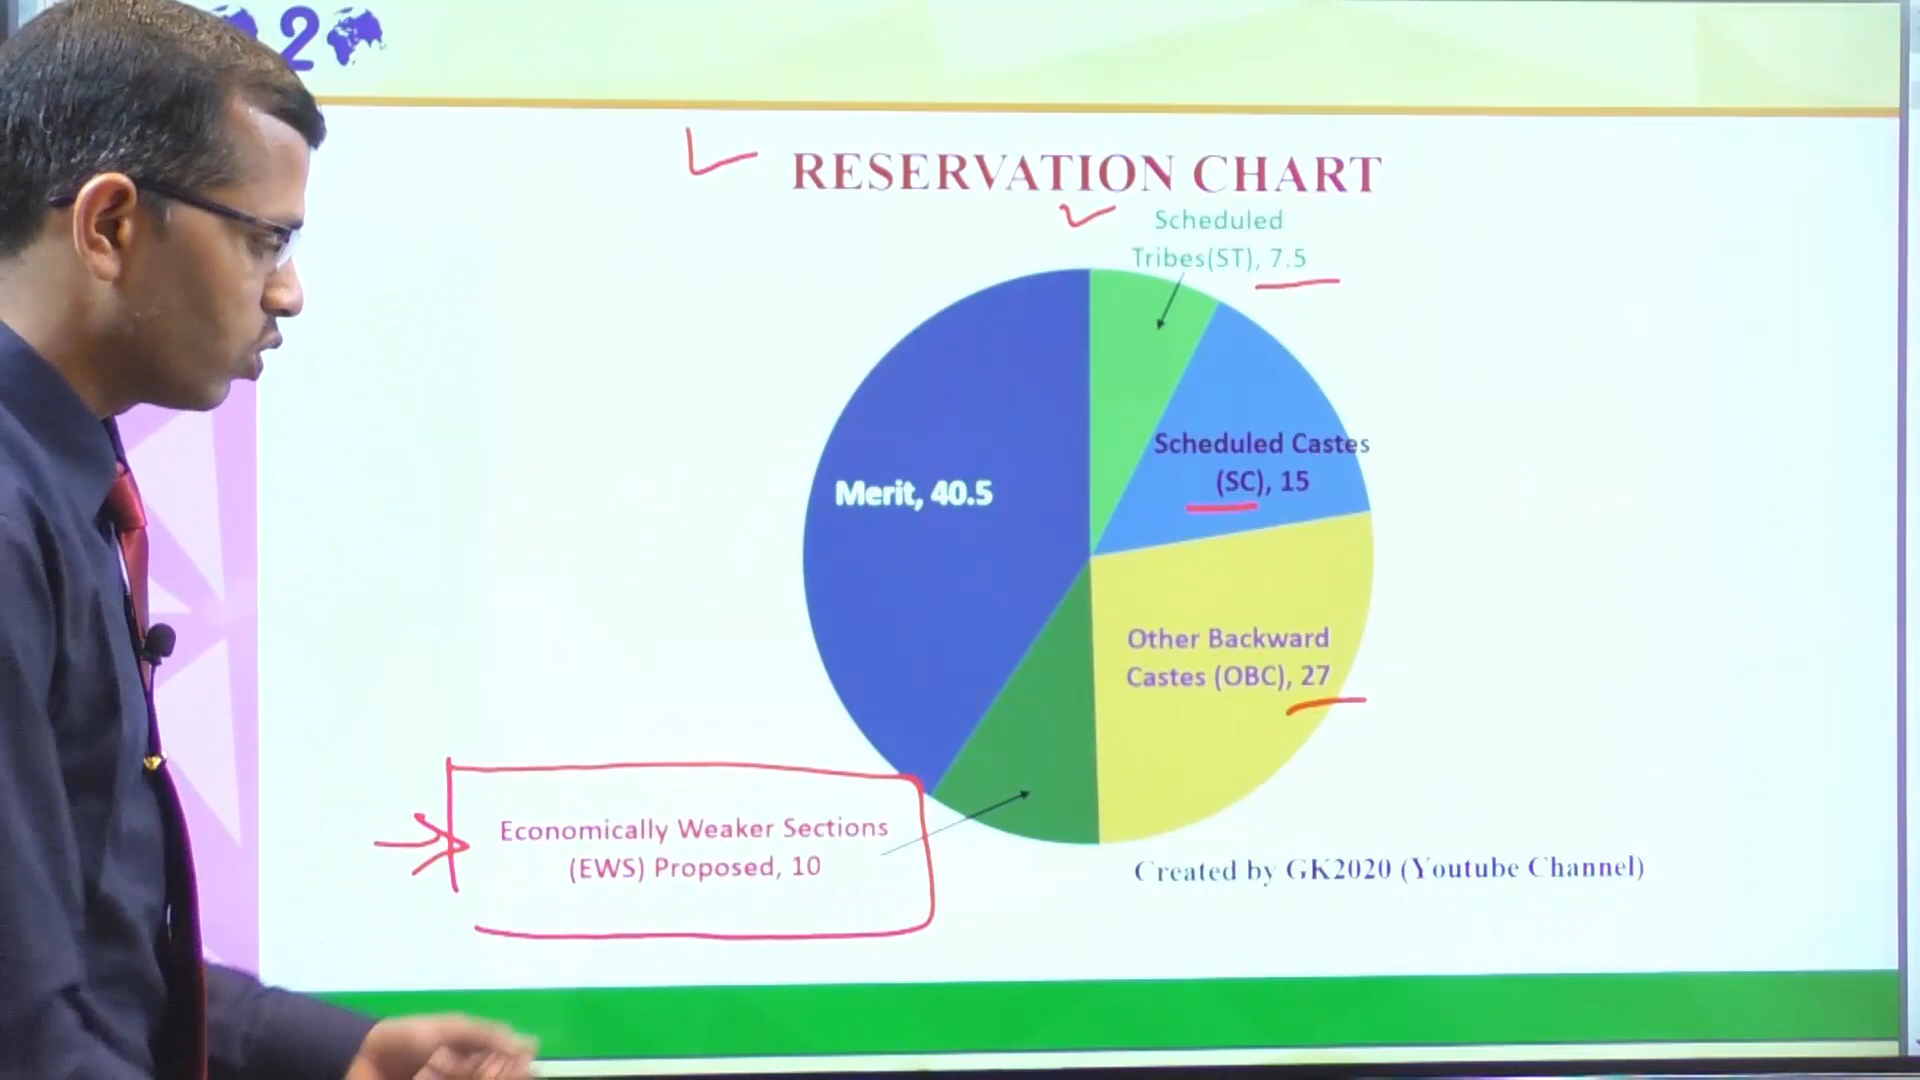 2
RESERVATION CHART
Scheduled
Tribes(ST), 7.5
Scheduled Castes
(SC), 15
Merit, 40.5
Other Backward
Castes (OBC), 27
Economically Weaker Sections
(EWS) Proposed, 10
Created by GK2020 (Youtube Channel)